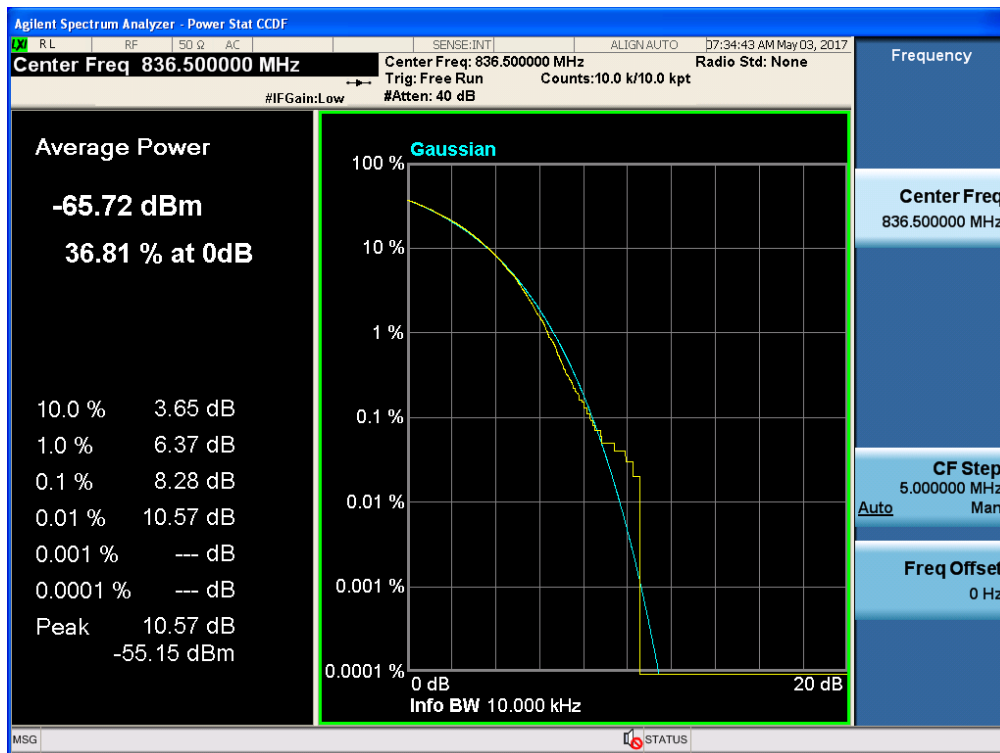 Agilent Spectrum Analyzer - Power Stat CCDF
LXI RL RF 50 Ω AC SENSE:INT ALIGN AUTO 07:34:43 AM May 03, 2017
Center Freq 836.500000 MHz
Center Freq: 836.500000 MHz Radio Std: None
Trig: Free Run Counts:10.0 k/10.0 kpt
#IFGain:Low #Atten: 40 dB
Frequency
Average Power
-65.72 dBm
36.81 % at 0dB
10.0 % 3.65 dB
1.0 % 6.37 dB
0.1 % 8.28 dB
0.01 % 10.57 dB
0.001 % --- dB
0.0001 % --- dB
Peak 10.57 dB
-55.15 dBm
Gaussian
100 %
10 %
1 %
0.1 %
0.01 %
0.001 %
0.0001 %
0 dB 20 dB
Info BW 10.000 kHz
Center Freq
836.500000 MHz
CF Step
5.000000 MHz
Auto Man
Freq Offset
0 Hz
MSG STATUS